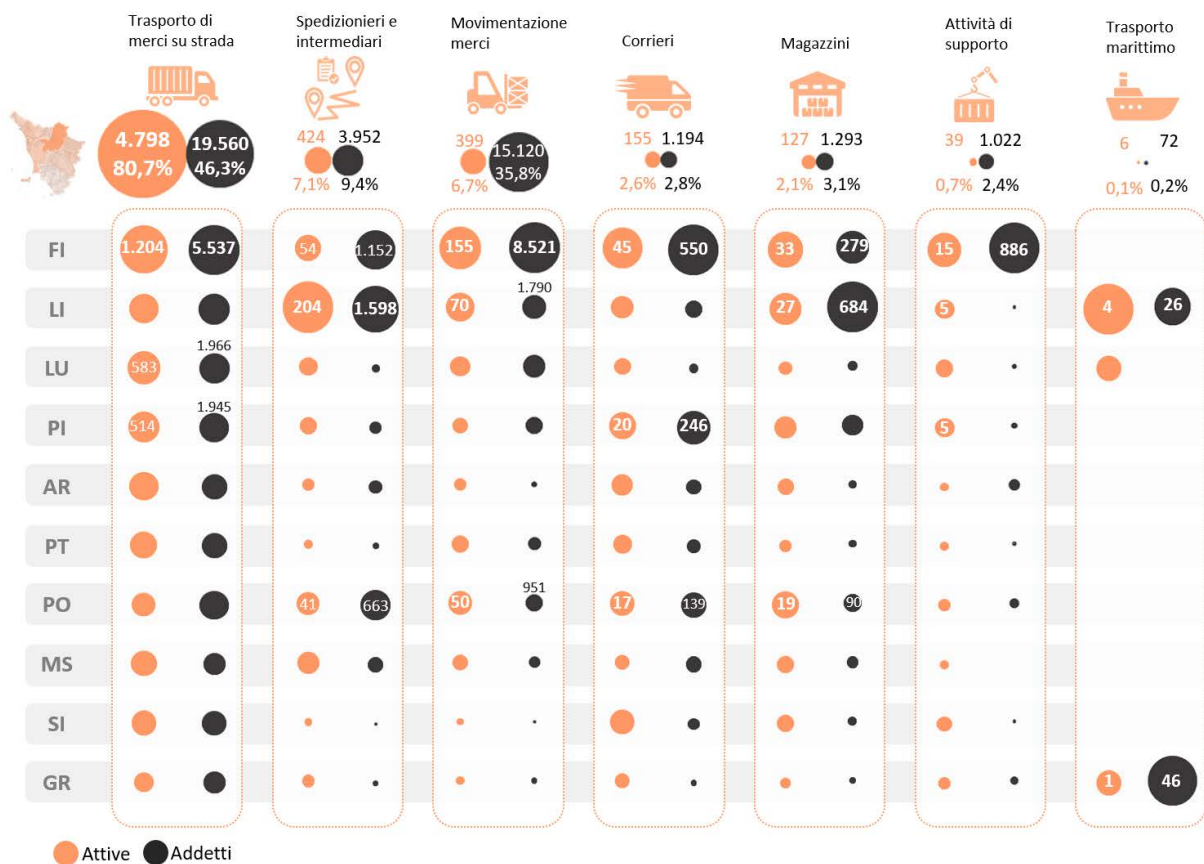 Trasporto di
merci su strada
Spedizionieri e
intermediari
Movimentazione
merci
Corrieri
Magazzini
Attività di
supporto
Trasporto
marittimo
4.798
80,7%
19.560
46,3%
424 3.952
7,1% 9,4%
399
6,7%
15.120
35,8%
155 1.194
2,6% 2,8%
127 1.293
2,1% 3,1%
39 1.022
0,7% 2,4%
6 72
0,1% 0,2%
FI 1.204 5.537 54 1.152 155 8.521 45 550 33 279 15 886
LI 204 1.598 70 1.790 27 684 5 4 26
LU 583 1.966
PI 514 1.945 20 246 5
AR
PT
PO 41 663 50 951 17 139 19 90
MS
SI
GR 1 46
Attive Addetti